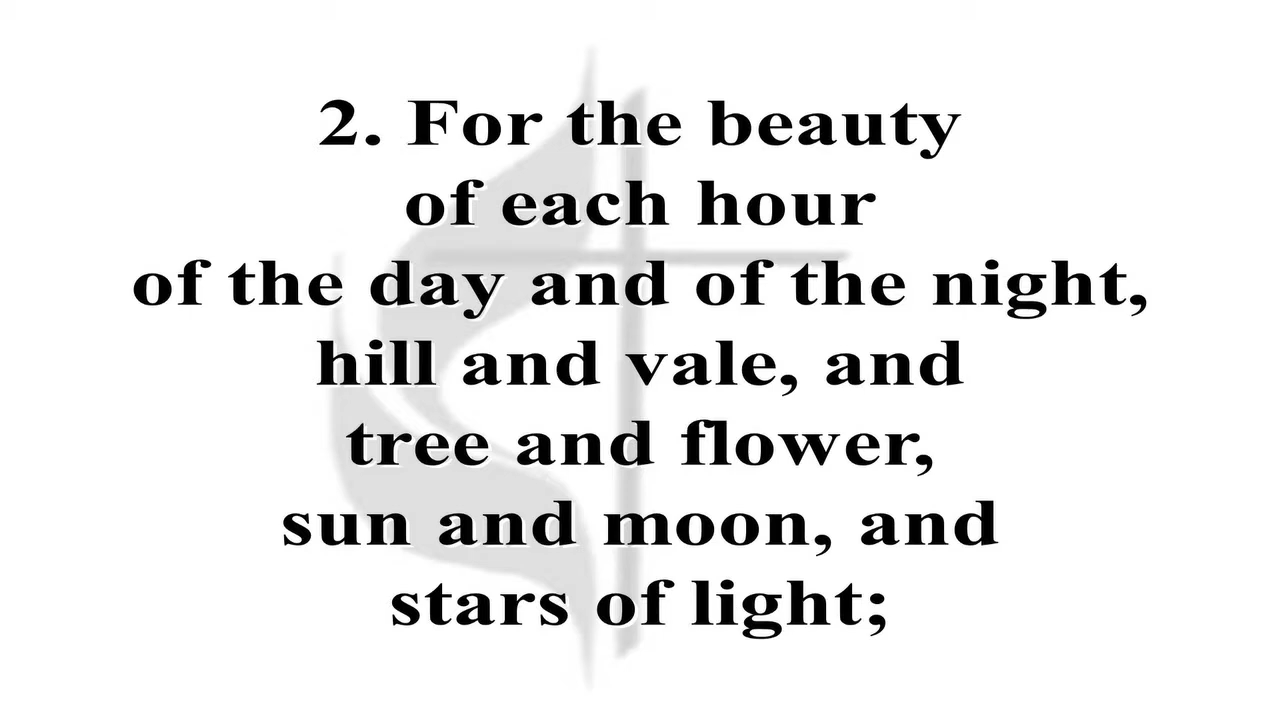 2. For the beauty
of each hour
of the day and of the night,
hill and vale, and
tree and flower,
sun and moon, and
stars of light;